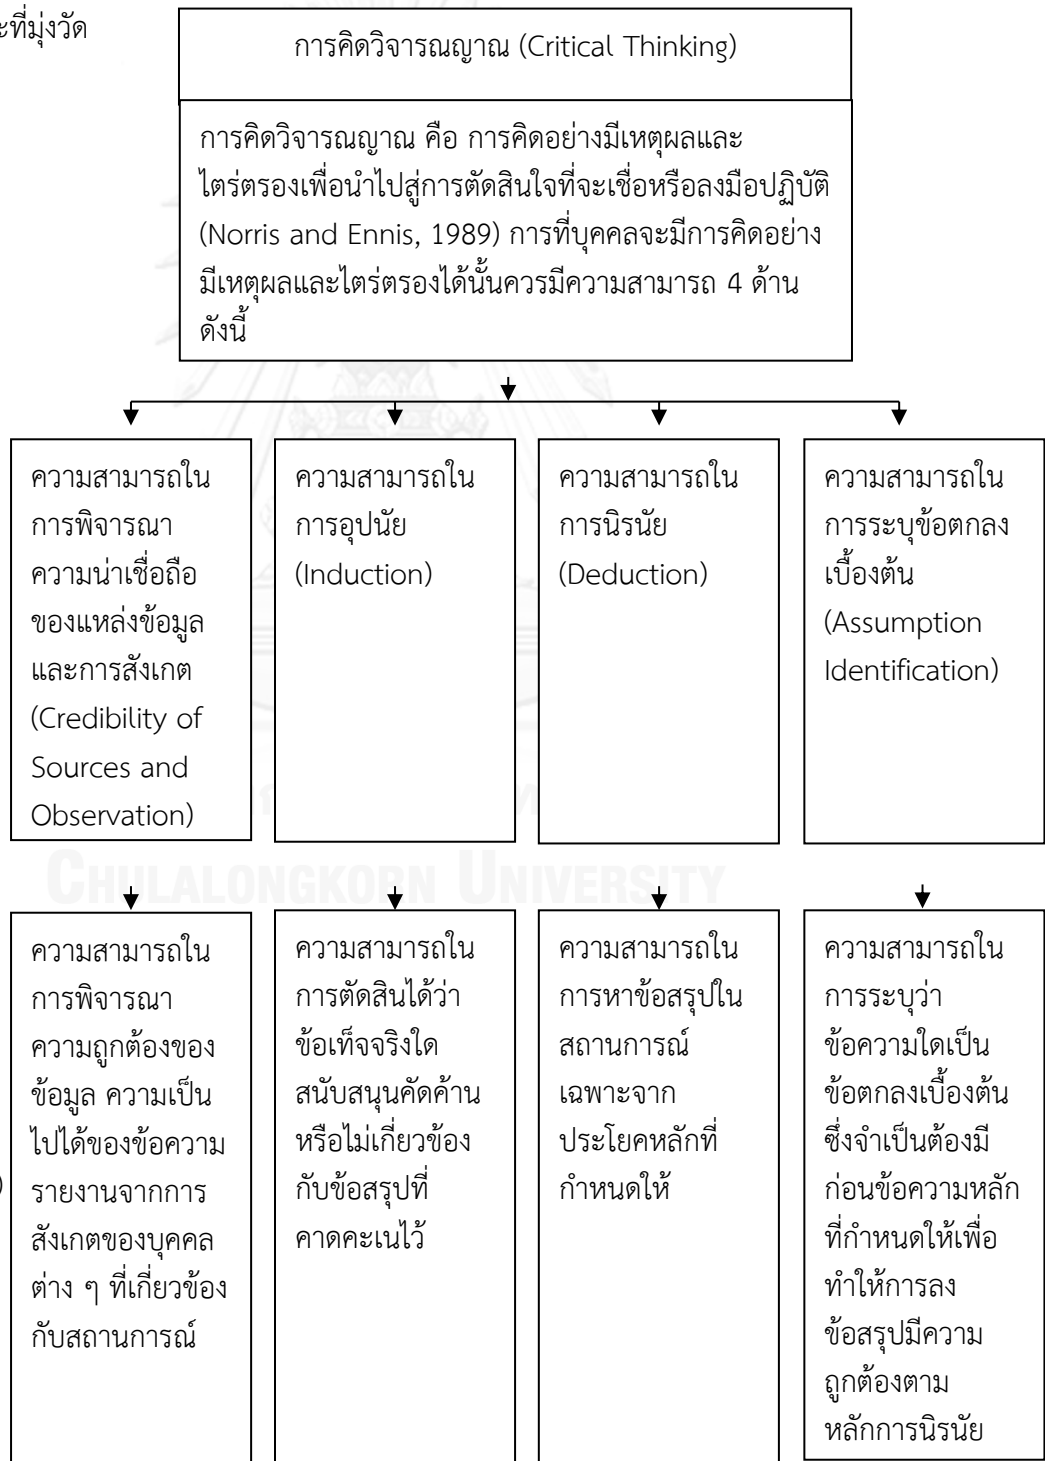 ะที่มุ่งวัด
การคิดวิจารณญาณ (Critical Thinking)
การคิดวิจารณญาณ คือ การคิดอย่างมีเหตุผลและ
ไตร่ตรองเพื่อนำไปสู่การตัดสินใจที่จะเชื่อหรือลงมือปฏิบัติ
(Norris and Ennis, 1989) การที่บุคคลจะมีการคิดอย่าง
มีเหตุผลและไตร่ตรองได้นั้นควรมีความสามารถ 4 ด้าน
ดังนี้
ความสามารถใน
การพิจารณา
ความน่าเชื่อถือ
ของแหล่งข้อมูล
และการสังเกต
(Credibility of
Sources and
Observation)
ความสามารถใน
การอุปนัย
(Induction)
ความสามารถใน
การนิรนัย
(Deduction)
ความสามารถใน
การระบุข้อตกลง
เบื้องต้น
(Assumption
Identification)
CHULALONGKORN UNIVERSITY
ความสามารถใน
การพิจารณา
ความถูกต้องของ
ข้อมูล ความเป็น
ไปได้ของข้อความ
รายงานจากการ
สังเกตของบุคคล
ต่าง ๆ ที่เกี่ยวข้อง
กับสถานการณ์
ความสามารถใน
การตัดสินได้ว่า
ข้อเท็จจริงใด
สนับสนุนคัดค้าน
หรือไม่เกี่ยวข้อง
กับข้อสรุปที่
คาดคะเนไว้
ความสามารถใน
การหาข้อสรุปใน
สถานการณ์
เฉพาะจาก
ประโยคหลักที่
กำหนดให้
ความสามารถใน
การระบุว่า
ข้อความใดเป็น
ข้อตกลงเบื้องต้น
ซึ่งจำเป็นต้องมี
ก่อนข้อความหลัก
ที่กำหนดให้เพื่อ
ทำให้การลง
ข้อสรุปมีความ
ถูกต้องตาม
หลักการนิรนัย